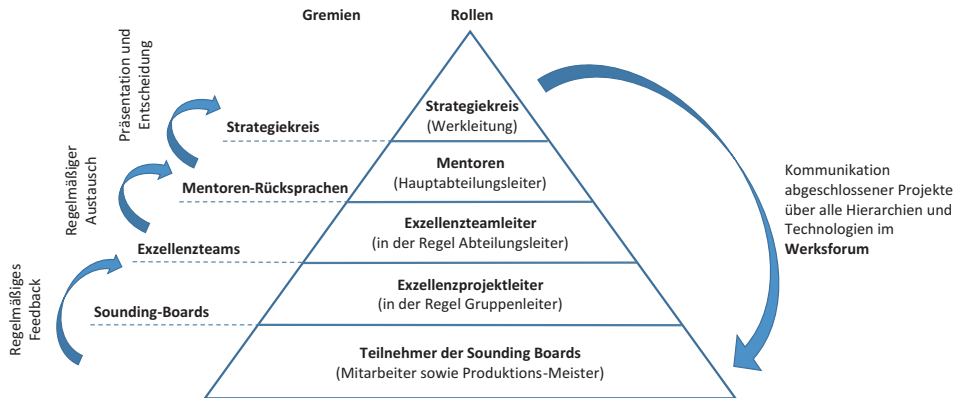 Gremien
Rollen
Präsentation und
Entscheidung
Regelmäßiger
Austausch
Regelmäßiges
Feedback
Strategiekreis
Mentoren-Rücksprachen
Exzellenzteams
Sounding-Boards
Strategiekreis
(Werkleitung)
Mentoren
(Hauptabteilungsleiter)
Exzellenzteamleiter
(in der Regel Abteilungsleiter)
Exzellenzprojektleiter
(in der Regel Gruppenleiter)
Teilnehmer der Sounding Boards
(Mitarbeiter sowie Produktions-Meister)
Kommunikation
abgeschlossener Projekte
über alle Hierarchien und
Technologien im
Werksforum